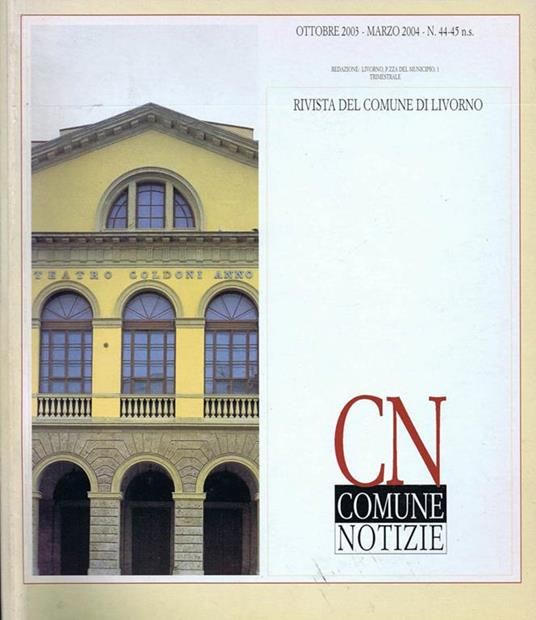 OTTOBRE 2003 - MARZO 2004 - N. 44-45 n.s.
REDAZIONE: LIVORNO, P.ZZA DEL MUNICIPIO, 1
TRIMESTRALE
RIVISTA DEL COMUNE DI LIVORNO
TEATRO GOLDONI ANNO
CN
COMUNE
NOTIZIE